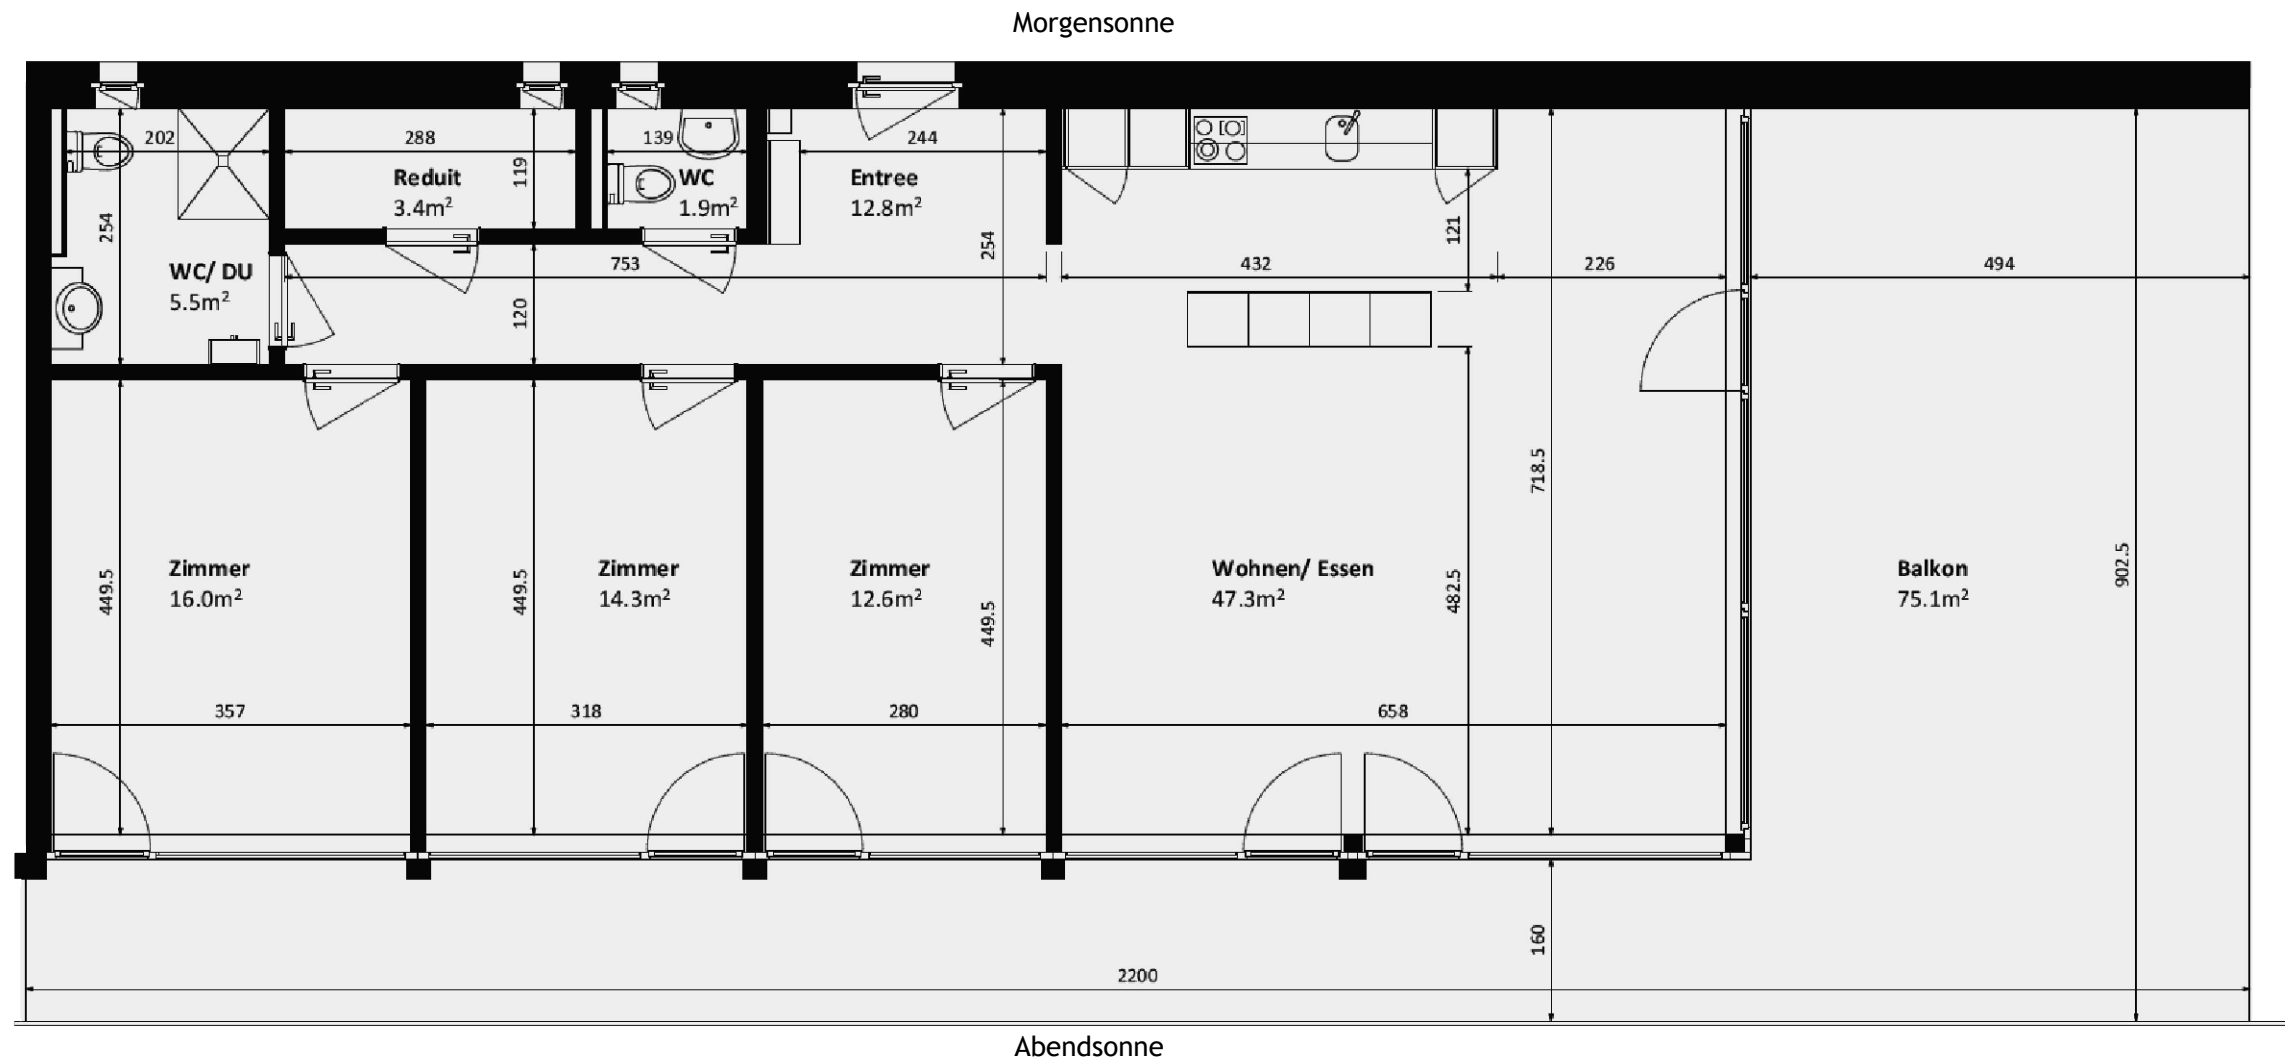 Morgensonne
202
288
139
244
119
Reduit
3.4m²
WC
1.9m²
Entree
12.8m²
254
254
121
WC/ DU
5.5m²
753
432
226
494
120
718.5
Zimmer
16.0m²
Zimmer
14.3m²
Zimmer
12.6m²
Wohnen/ Essen
47.3m²
Balkon
75.1m²
449.5
449.5
449.5
482.5
902.5
357
318
280
658
160
2200
Abendsonne